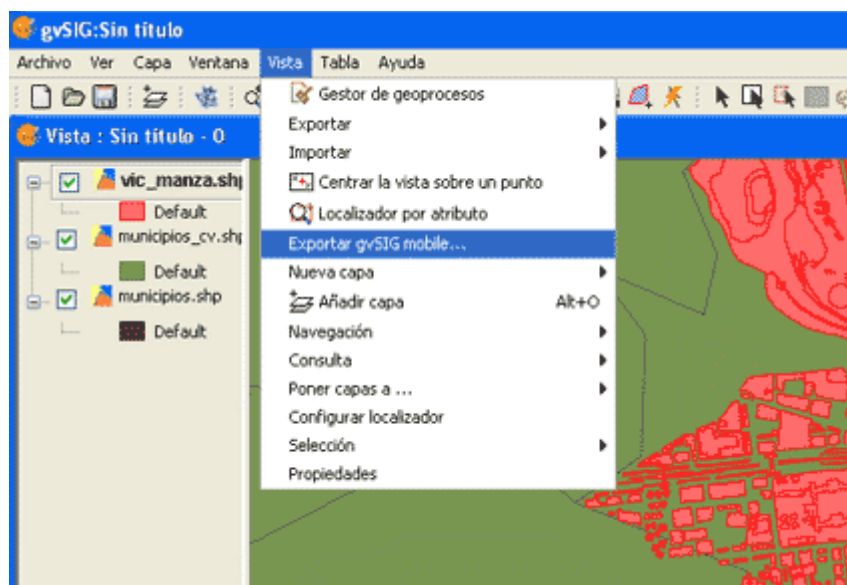 gvSIG:Sin título
Archivo Ver Capa Ventana Vista Tabla Ayuda
Vista : Sin título - 0
vic_manza.shp
Default
municipios_cv.shp
Default
municipios.shp
Default
Gestor de geoprocesos
Exportar
Importar
Centrar la vista sobre un punto
Localizador por atributo
Exportar gvSIG mobile...
Nueva capa
Añadir capa Alt+O
Navegación
Consulta
Poner capas a ...
Configurar localizador
Selección
Propiedades